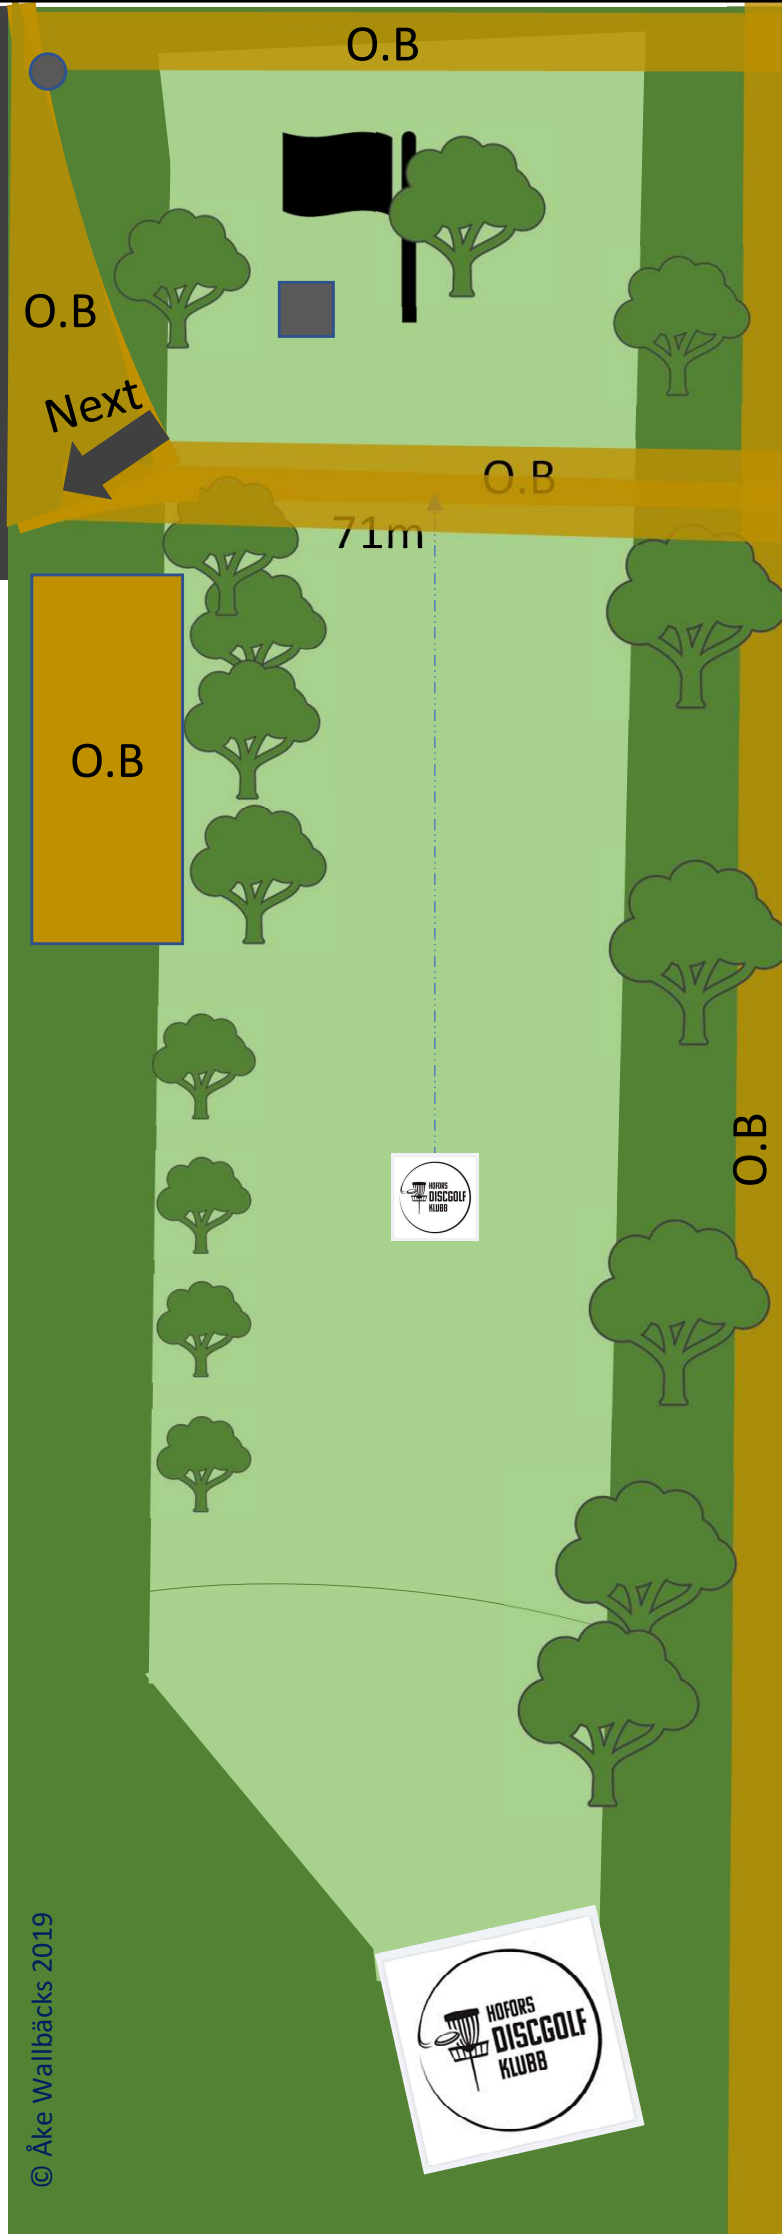 O.B
O.B
Next
O.B
71m
O.B
HOFORS
DISCGOLF
KLUBB
O.B
HOFORS
DISCGOLF
KLUBB
© Åke Wallbäcks 2019